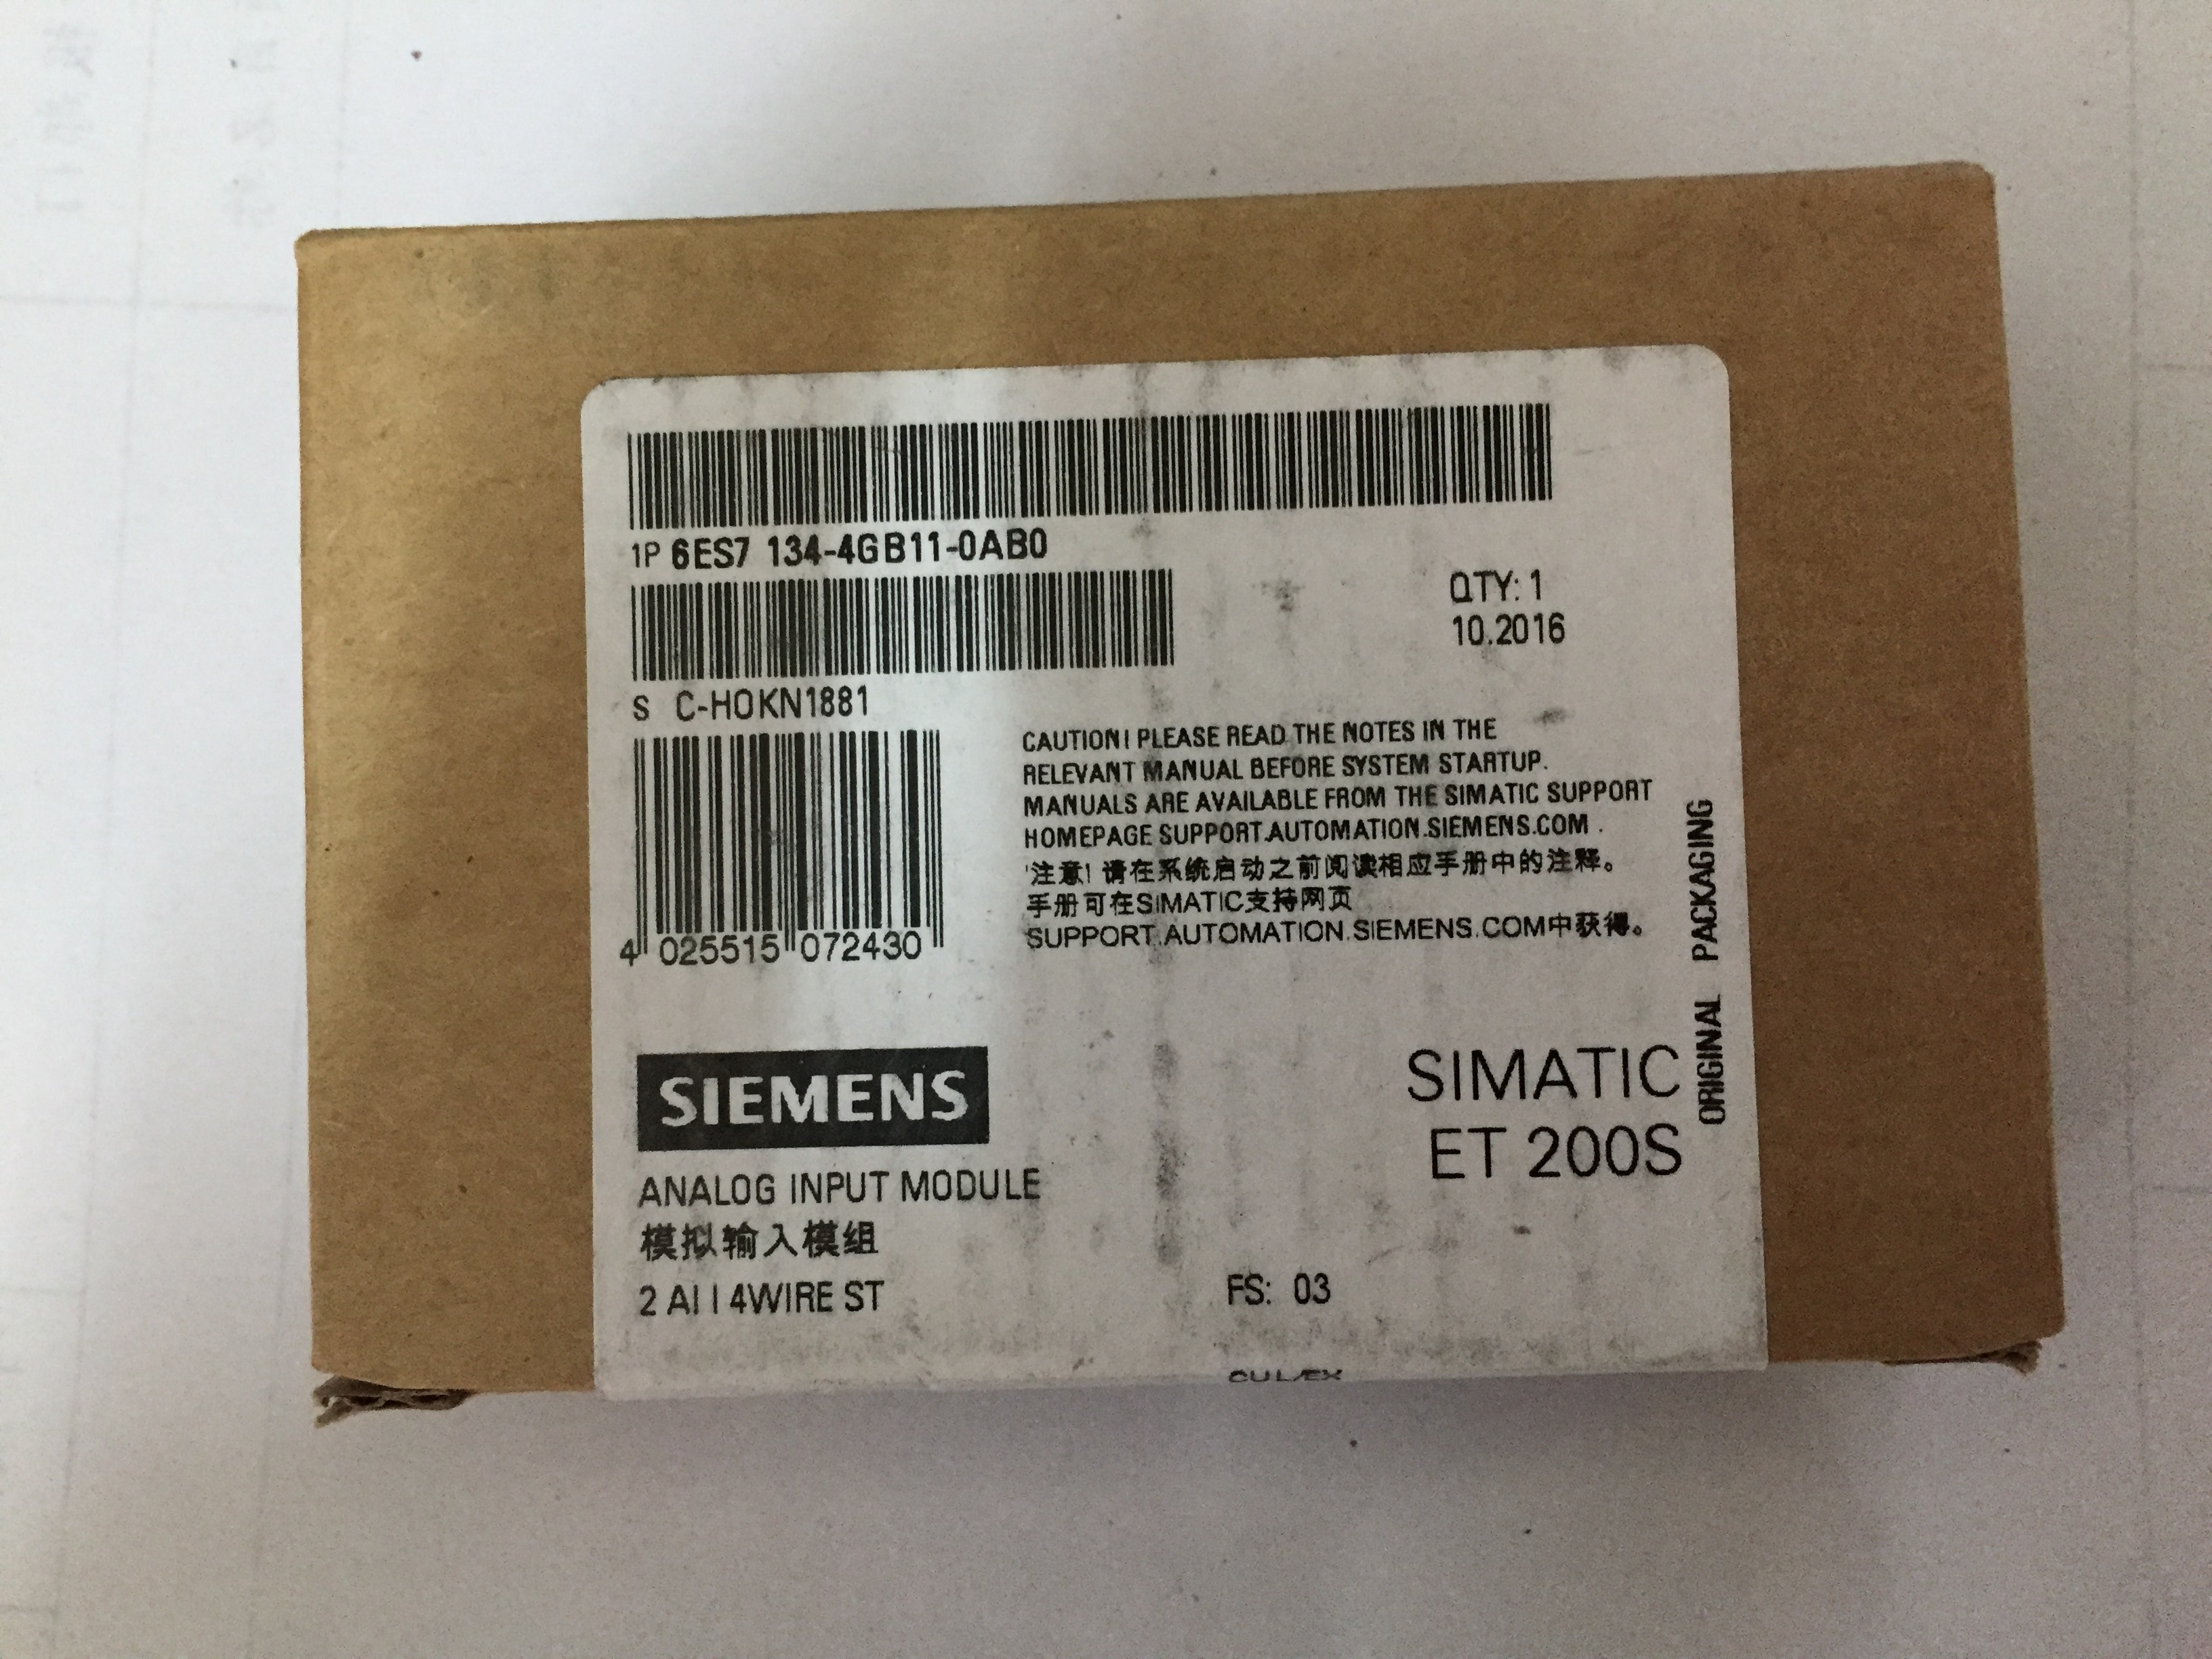 1P 6ES7 134-4GB11-0AB0
QTY: 1
10.2016
S C-H0KN1881
CAUTION! PLEASE READ THE NOTES IN THE
RELEVANT MANUAL BEFORE SYSTEM STARTUP.
MANUALS ARE AVAILABLE FROM THE SIMATIC SUPPORT
HOMEPAGE SUPPORT.AUTOMATION.SIEMENS.COM .
注意! 请在系统启动之前阅读相应手册中的注释。
手册可在SIMATIC支持网页
SUPPORT.AUTOMATION.SIEMENS.COM中获得。
4 025515 072430
ORIGINAL PACKAGING
SIEMENS
SIMATIC
ET 200S
ANALOG INPUT MODULE
模拟输入模组
2 AI I 4WIRE ST
FS: 03